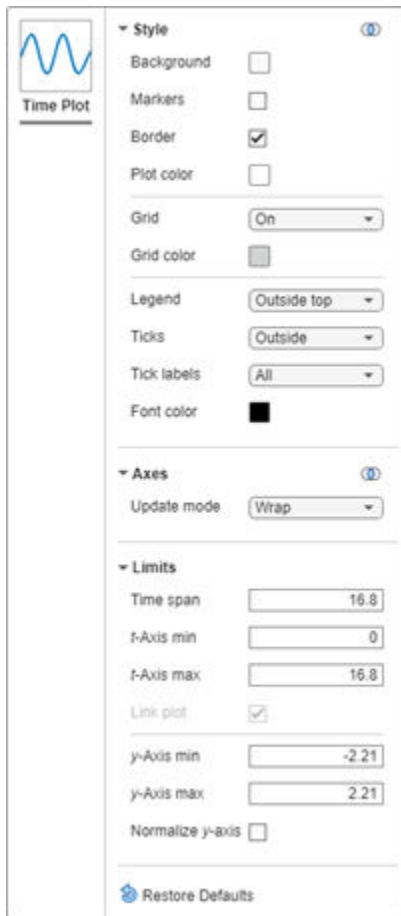 Time Plot
Style
Background
Markers
Border
Plot color
Grid On
Grid color
Legend Outside top
Ticks Outside
Tick labels All
Font color
Axes
Update mode Wrap
Limits
Time span 16.8
t-Axis min 0
t-Axis max 16.8
Link plot
y-Axis min -2.21
y-Axis max 2.21
Normalize y-axis
Restore Defaults